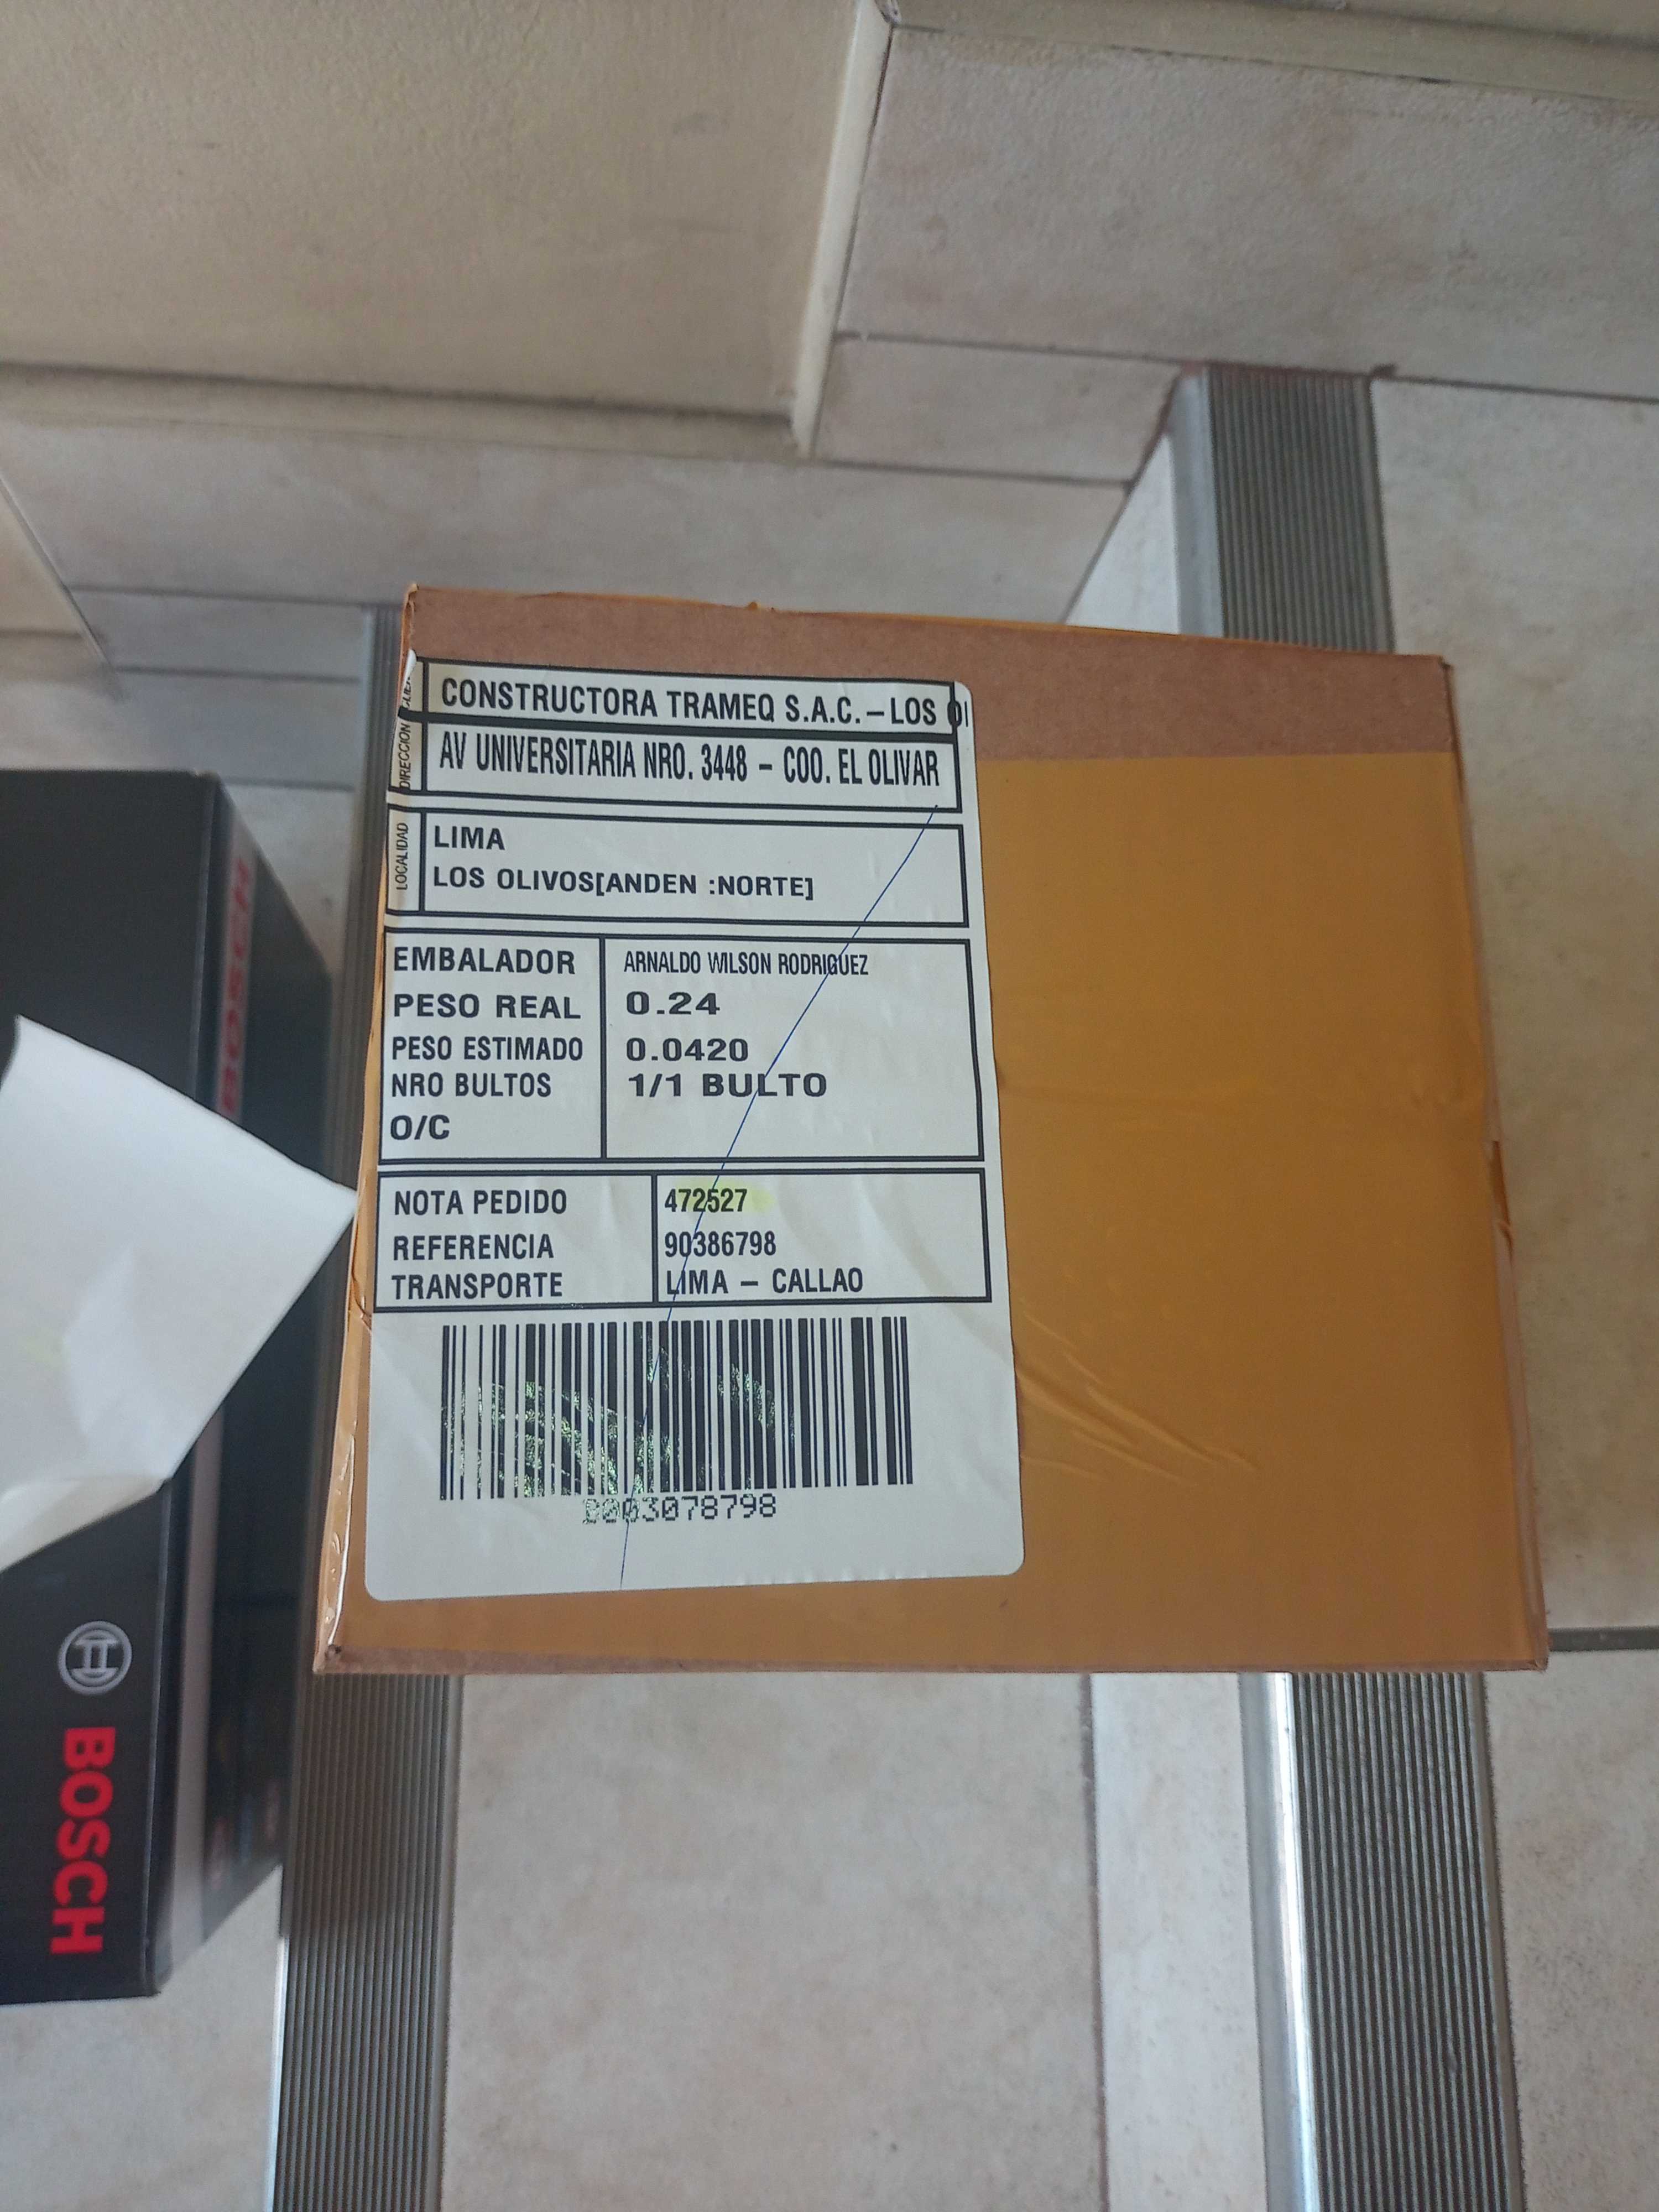 CONSTRUCTORA TRAMEQ S.A.C. – LOS
DIRECCION
AV UNIVERSITARIA NRO. 3448 – COO. EL OLIVAR
LOCALIDAD
LIMA
LOS OLIVOS[ANDEN :NORTE]
EMBALADOR ARNALDO WILSON RODRIGUEZ
PESO REAL 0.24
PESO ESTIMADO 0.0420
NRO BULTOS 1/1 BULTO
O/C
NOTA PEDIDO 472527
REFERENCIA 90386798
TRANSPORTE LIMA – CALLAO
B003078798
BOSCH
BOSCH